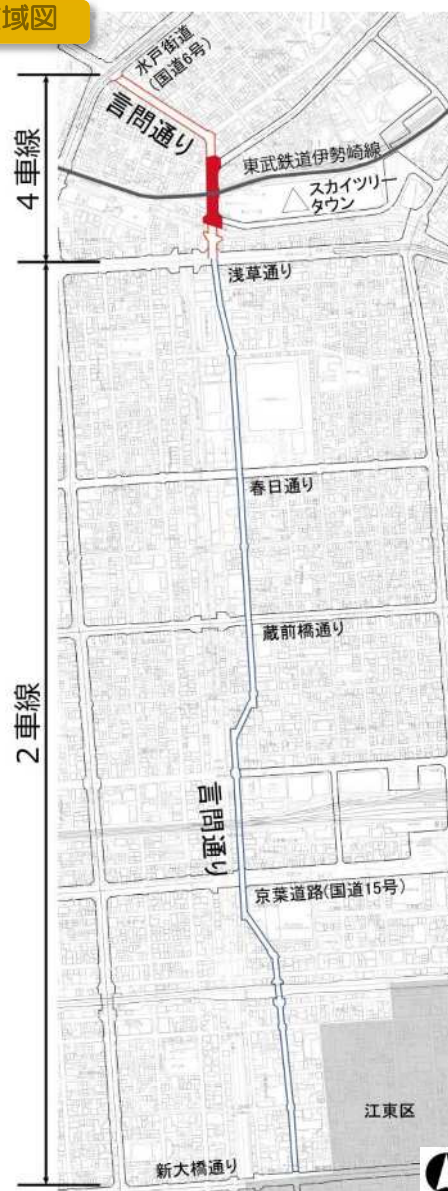 域図
水戸街道
(国道6号)
言問通り
4車線
東武鉄道伊勢崎線
スカイツリー
タウン
浅草通り
春日通り
蔵前橋通り
2車線
言問通り
京葉道路(国道15号)
江東区
新大橋通り